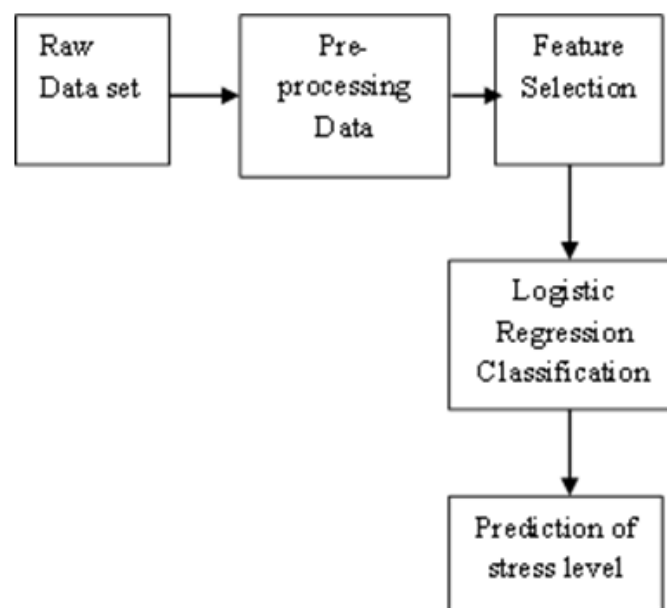 Raw
Data set
Pre-
processing
Data
Feature
Selection
Logistic
Regression
Classification
Prediction of
stress level